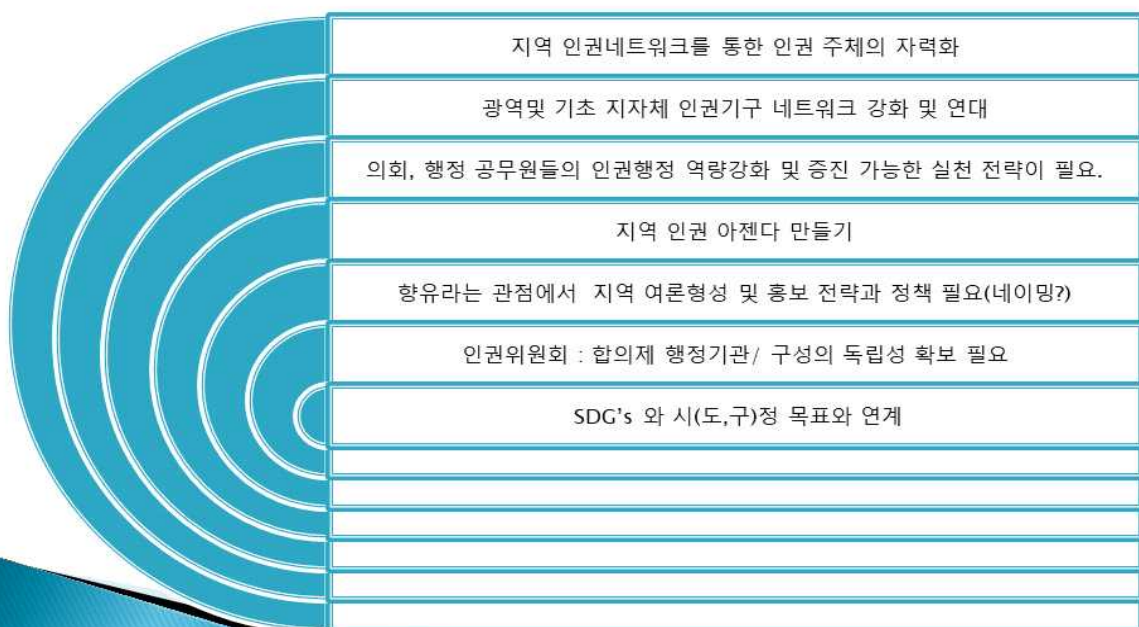 지역 인권네트워크를 통한 인권 주체의 자력화
광역및 기초 지자체 인권기구 네트워크 강화 및 연대
의회, 행정 공무원들의 인권행정 역량강화 및 증진 가능한 실천 전략이 필요.
지역 인권 아젠다 만들기
향유라는 관점에서 지역 여론형성 및 홍보 전략과 정책 필요(네이밍?)
인권위원회 : 합의제 행정기관/ 구성의 독립성 확보 필요
SDG's 와 시(도,구)정 목표와 연계